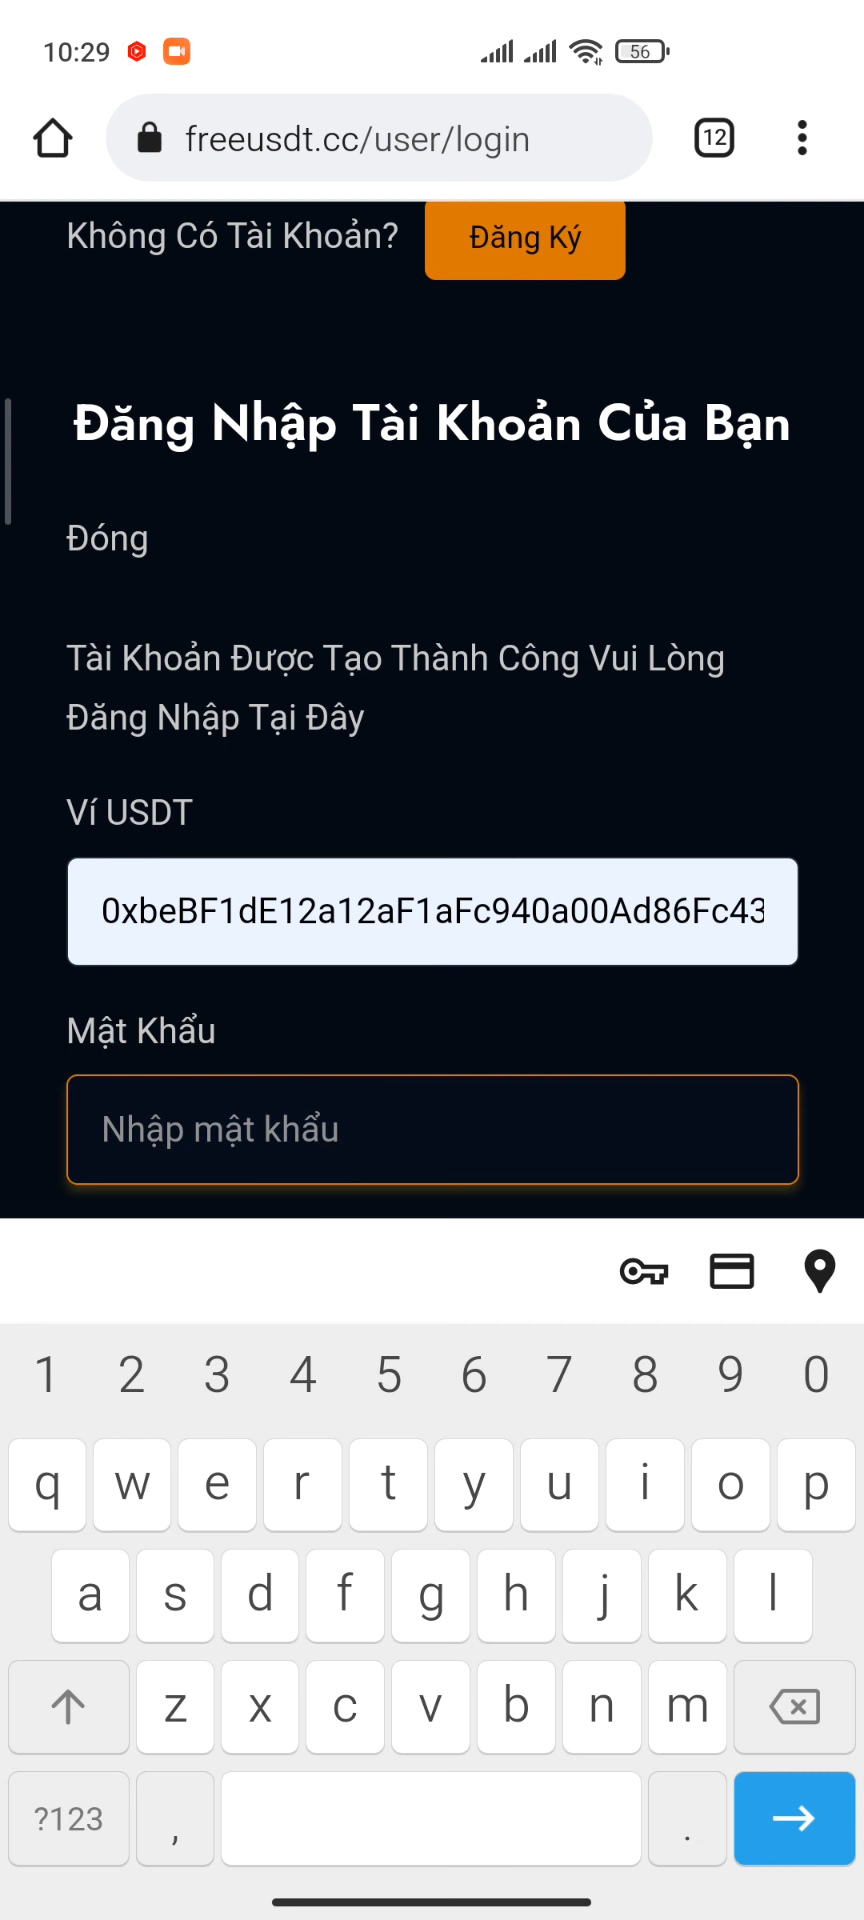 10:29
56
freeusdt.cc/user/login
12
Không Có Tài Khoản?
Đăng Ký
Đăng Nhập Tài Khoản Của Bạn
Đóng
Tài Khoản Được Tạo Thành Công Vui Lòng
Đăng Nhập Tại Đây
Ví USDT
0xbeBF1dE12a12aF1aFc940a00Ad86Fc43
Mật Khẩu
Nhập mật khẩu
1 2 3 4 5 6 7 8 9 0
q w e r t y u i o p
a s d f g h j k l
z x c v b n m
?123 , .